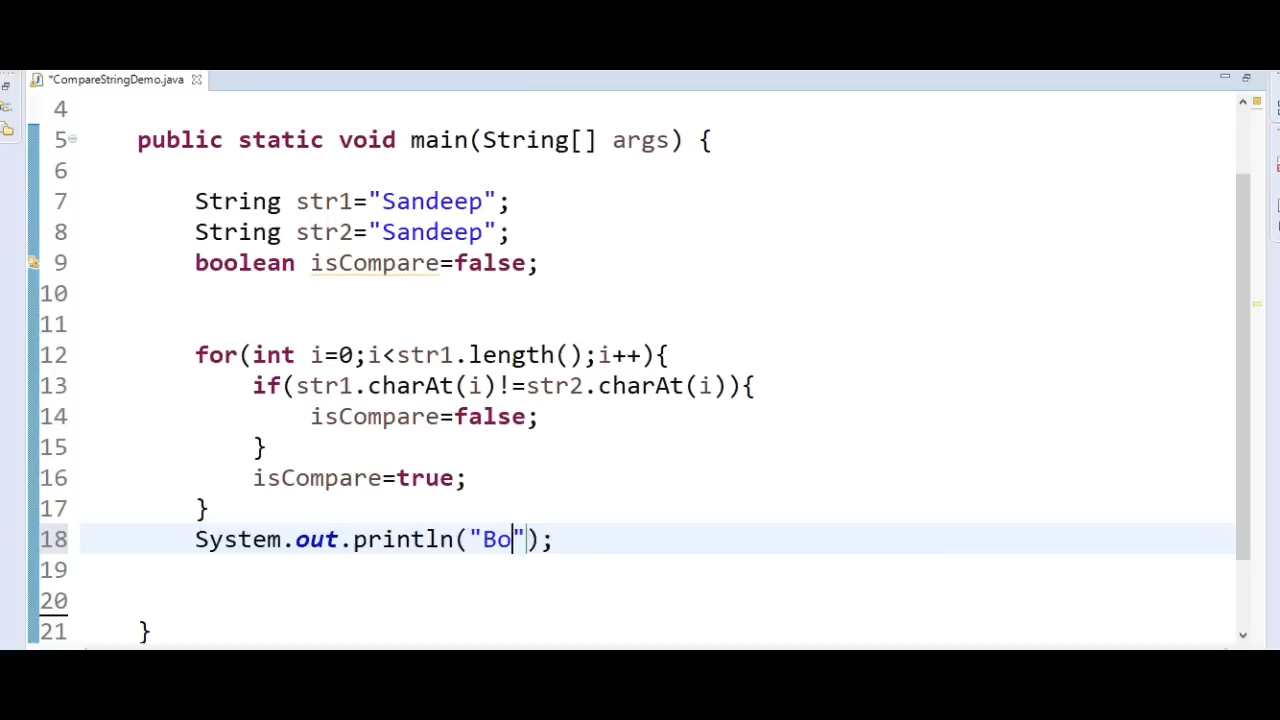 *CompareStringDemo.java
4
5 public static void main(String[] args) {
6
7 String str1="Sandeep";
8 String str2="Sandeep";
9 boolean isCompare=false;
10
11
12 for(int i=0;i<str1.length();i++){
13 if(str1.charAt(i)!=str2.charAt(i)){
14 isCompare=false;
15 }
16 isCompare=true;
17 }
18 System.out.println("Bo");
19
20
21 }